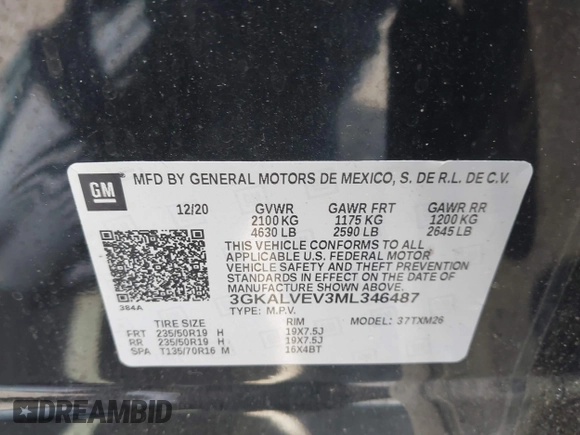 GM
MFD BY GENERAL MOTORS DE MEXICO, S. DE R.L. DE C.V.
12/20 GVWR GAWR FRT GAWR RR
2100 KG 1175 KG 1200 KG
4630 LB 2590 LB 2645 LB
THIS VEHICLE CONFORMS TO ALL
APPLICABLE U.S. FEDERAL MOTOR
VEHICLE SAFETY AND THEFT PREVENTION
STANDARDS IN EFFECT ON THE DATE OF
MANUFACTURE SHOWN ABOVE.
384A
3GKALVEV3ML346487
TYPE: M.P.V. MODEL: 37TXM26
TIRE SIZE RIM
FRT 235/50R19 H 19X7.5J
RR 235/50R19 H 19X7.5J
SPA T135/70R16 M 16X4BT
DREAMBID